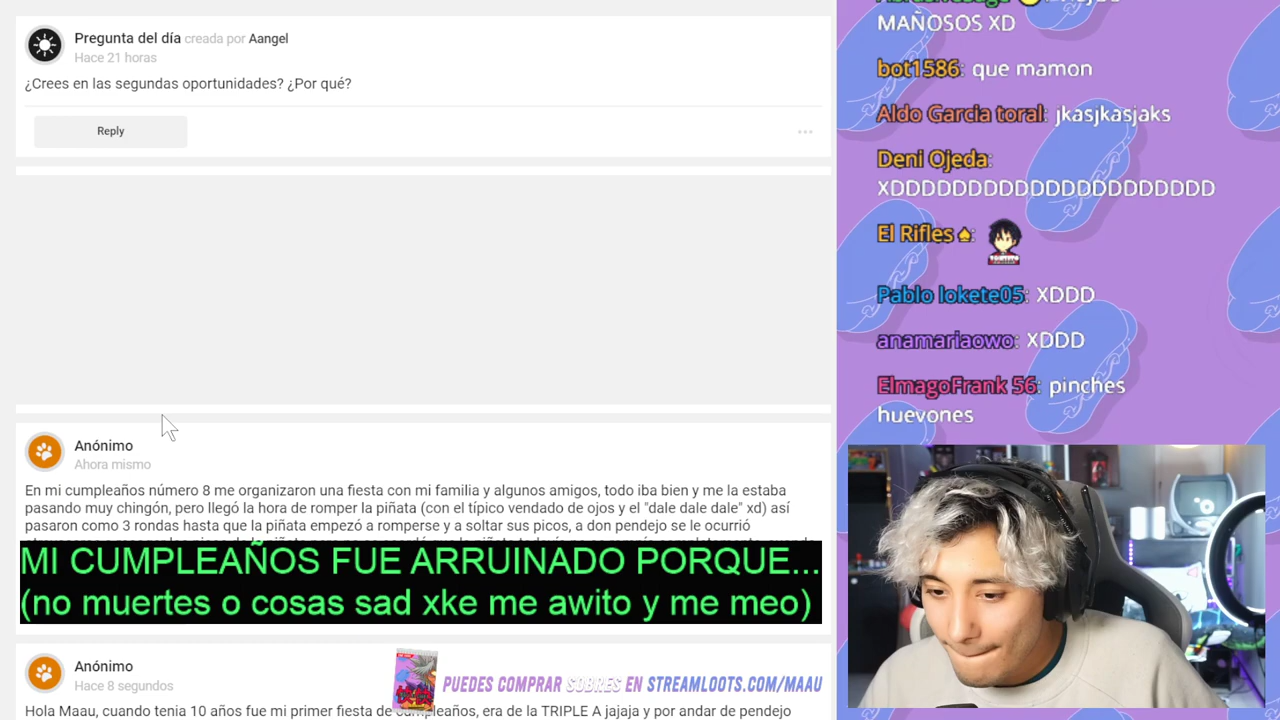 Pregunta del día creada por Aangel
Hace 21 horas
¿Crees en las segundas oportunidades? ¿Por qué?
Reply
Anónimo
Ahora mismo
En mi cumpleaños número 8 me organizaron una fiesta con mi familia y algunos amigos, todo iba bien y me la estaba
pasando muy chingón, pero llegó la hora de romper la piñata (con el típico vendado de ojos y el "dale dale dale" xd) así
pasaron como 3 rondas hasta que la piñata empezó a romperse y a soltar sus picos, a don pendejo se le ocurrió
MI CUMPLEAÑOS FUE ARRUINADO PORQUE...
(no muertes o cosas sad xke me awito y me meo)
Anónimo
Hace 8 segundos
Hola Maau, cuando tenia 10 años fue mi primer fiesta de cumpleaños, era de la TRIPLE A jajaja y por andar de pendejo
PUEDES COMPRAR SOBRES EN STREAMLOOTS.COM/MAAU
MAÑOSOS XD
bot1586: que mamon
Aldo Garcia toral: jkasjkasjaks
Deni Ojeda:
XDDDDDDDDDDDDDDDDDDDDD
El Rifles♠:
Pablo lokete05: XDDD
anamariaowo: XDDD
ElmagoFrank 56: pinches
huevones